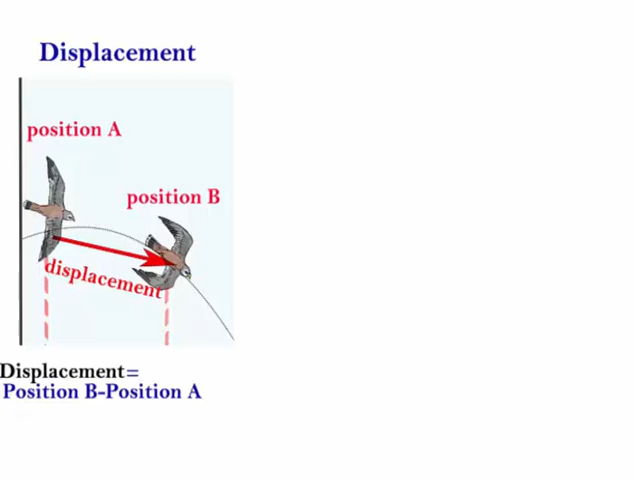 Displacement
position A
position B
displacement
Displacement=
Position B-Position A